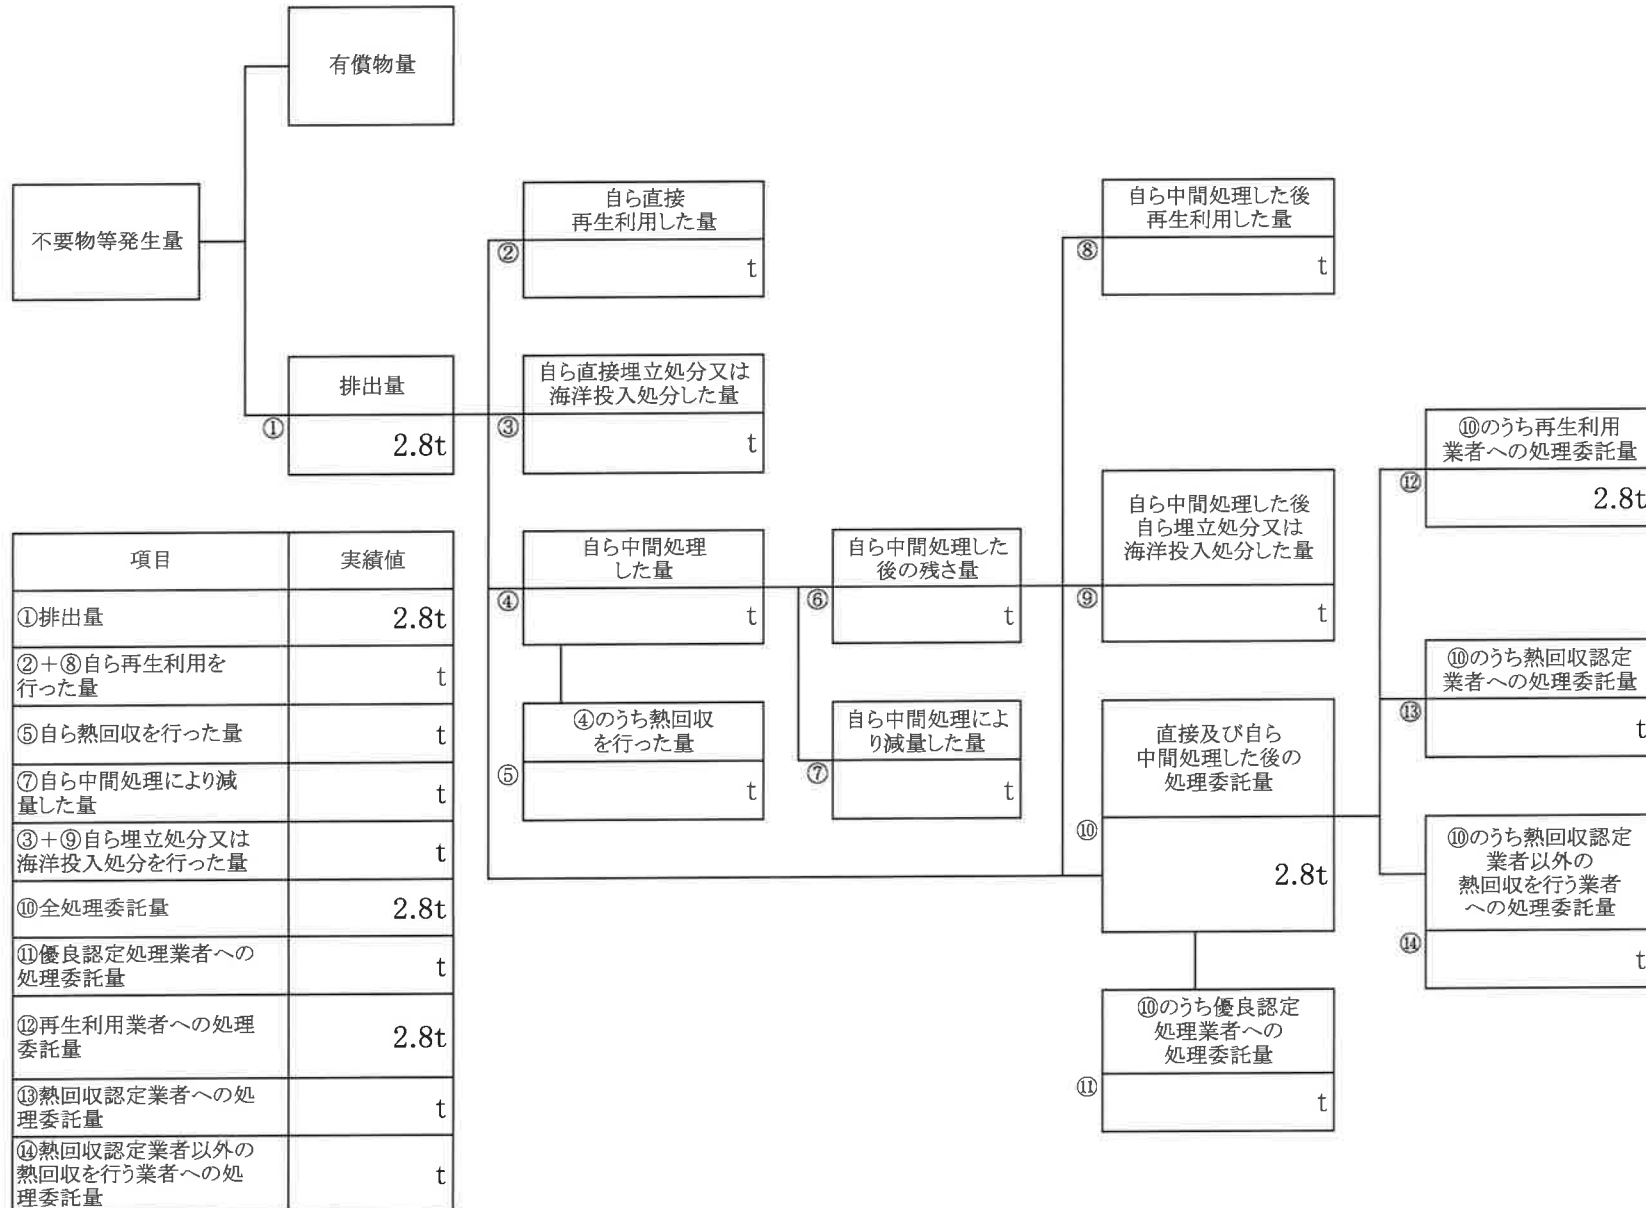 有償物量
不要物等発生量
自ら直接
再生利用した量
②
t
自ら中間処理した後
再生利用した量
⑧
t
排出量
①
2.8t
自ら直接埋立処分又は
海洋投入処分した量
③
t
⑩のうち再生利用
業者への処理委託量
⑫
2.8t
自ら中間処理
した量
④
t
自ら中間処理した
後の残さ量
⑥
t
自ら中間処理した後
自ら埋立処分又は
海洋投入処分した量
⑨
t
⑩のうち熱回収認定
業者への処理委託量
⑬
t
④のうち熱回収
を行った量
⑤
t
自ら中間処理によ
り減量した量
⑦
t
直接及び自ら
中間処理した後の
処理委託量
⑩
2.8t
⑩のうち熱回収認定
業者以外の
熱回収を行う業者
への処理委託量
⑭
t
⑩のうち優良認定
処理業者への
処理委託量
⑪
t
項目 実績値
①排出量 2.8t
②+⑧自ら再生利用を
行った量 t
⑤自ら熱回収を行った量 t
⑦自ら中間処理により減
量した量 t
③+⑨自ら埋立処分又は
海洋投入処分を行った量 t
⑩全処理委託量 2.8t
⑪優良認定処理業者への
処理委託量 t
⑫再生利用業者への処理
委託量 2.8t
⑬熱回収認定業者への処
理委託量 t
⑭熱回収認定業者以外の
熱回収を行う業者への処
理委託量 t